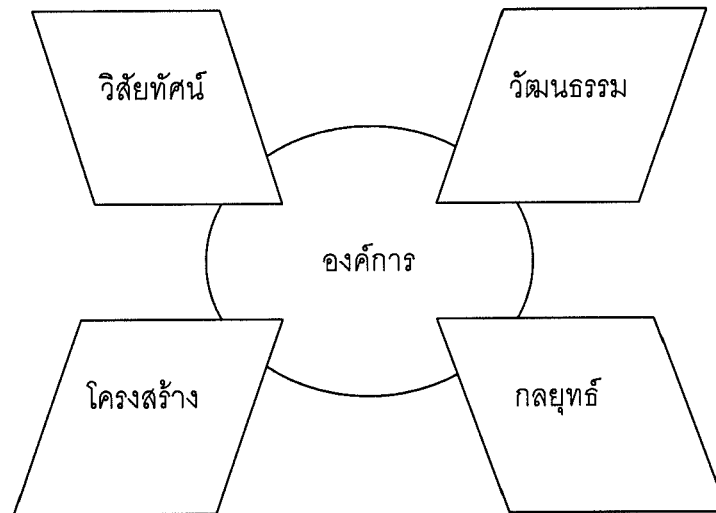 วิสัยทัศน์
วัฒนธรรม
องค์การ
โครงสร้าง
กลยุทธ์